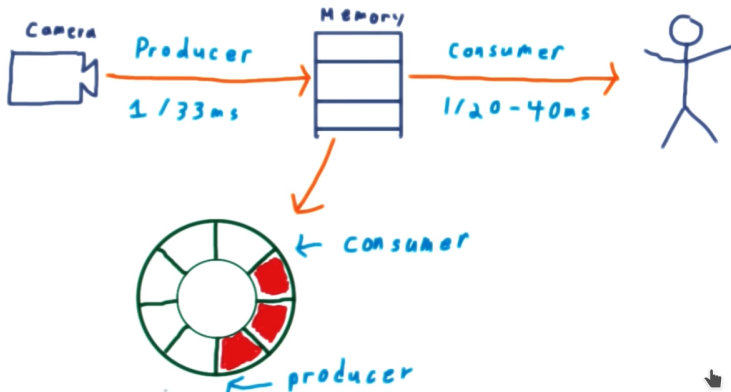 Camera
Producer
1/33ms
Memory
Consumer
1/20-40ms
consumer
producer